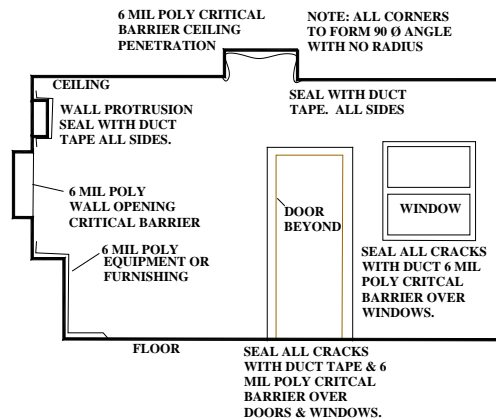 6 MIL POLY CRITICAL
BARRIER CEILING
PENETRATION
NOTE: ALL CORNERS
TO FORM 90 Ø ANGLE
WITH NO RADIUS
CEILING
WALL PROTRUSION
SEAL WITH DUCT
TAPE ALL SIDES.
SEAL WITH DUCT
TAPE. ALL SIDES
6 MIL POLY
WALL OPENING
CRITICAL BARRIER
DOOR
BEYOND
WINDOW
6 MIL POLY
EQUIPMENT OR
FURNISHING
SEAL ALL CRACKS
WITH DUCT 6 MIL
POLY CRITCAL
BARRIER OVER
WINDOWS.
FLOOR
SEAL ALL CRACKS
WITH DUCT TAPE & 6
MIL POLY CRITCAL
BARRIER OVER
DOORS & WINDOWS.